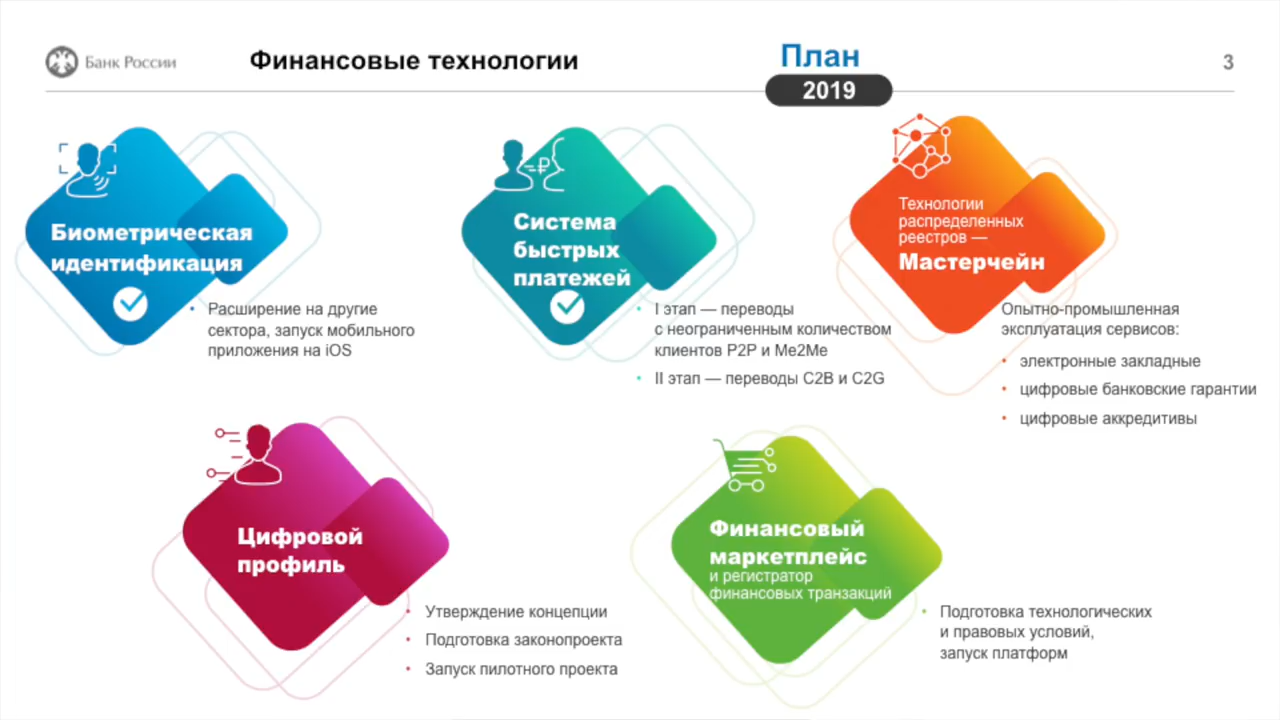 Банк России
Финансовые технологии
План
2019
3
Биометрическая
идентификация
• Расширение на другие
сектора, запуск мобильного
приложения на iOS
₽
Система
быстрых
платежей
• I этап — переводы
с неограниченным количеством
клиентов P2P и Me2Me
• II этап — переводы C2B и C2G
Технологии
распределенных
реестров —
Мастерчейн
Опытно-промышленная
эксплуатация сервисов:
• электронные закладные
• цифровые банковские гарантии
• цифровые аккредитивы
Цифровой
профиль
• Утверждение концепции
• Подготовка законопроекта
• Запуск пилотного проекта
Финансовый
маркетплейс
и регистратор
финансовых транзакций
• Подготовка технологических
и правовых условий,
запуск платформ